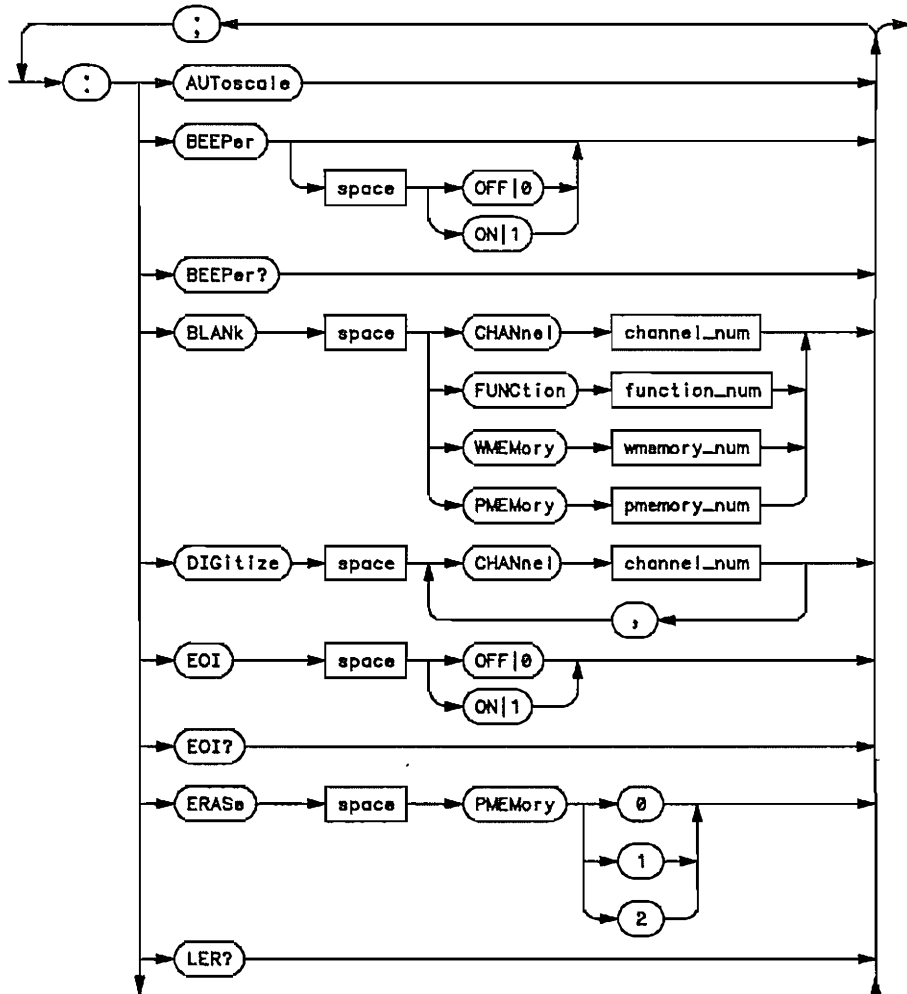 ;
: AUToscale
BEEPer
space OFF|0
ON|1
BEEPer?
BLANk space CHANnel channel_num
FUNCtion function_num
WMEMory wmemory_num
PMEMory pmemory_num
DIGitize space CHANnel channel_num
,
EOI space OFF|0
ON|1
EOI?
ERASe space PMEMory 0
1
2
LER?